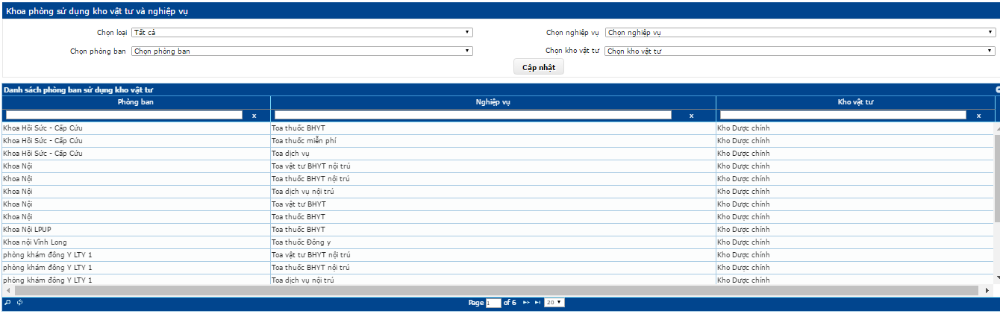 Khoa phòng sử dụng kho vật tư và nghiệp vụ
Chọn loại Tất cả Chọn nghiệp vụ Chọn nghiệp vụ
Chọn phòng ban Chọn phòng ban Chọn kho vật tư Chọn kho vật tư
Cập nhật
Danh sách phòng ban sử dụng kho vật tư
Phòng ban Nghiệp vụ Kho vật tư
x x x
Khoa Hồi Sức - Cấp Cứu Toa thuốc BHYT Kho Dược chính
Khoa Hồi Sức - Cấp Cứu Toa thuốc miễn phí Kho Dược chính
Khoa Hồi Sức - Cấp Cứu Toa dịch vụ Kho Dược chính
Khoa Nội Toa vật tư BHYT nội trú Kho Dược chính
Khoa Nội Toa thuốc BHYT nội trú Kho Dược chính
Khoa Nội Toa dịch vụ nội trú Kho Dược chính
Khoa Nội Toa vật tư BHYT Kho Dược chính
Khoa Nội Toa thuốc BHYT Kho Dược chính
Khoa Nội LPUP Toa thuốc BHYT Kho Dược chính
Khoa nội Vĩnh Long Toa thuốc Đông y Kho Dược chính
phòng khám đông Y LTY 1 Toa vật tư BHYT nội trú Kho Dược chính
phòng khám đông Y LTY 1 Toa thuốc BHYT nội trú Kho Dược chính
phòng khám đông Y LTY 1 Toa dịch vụ nội trú Kho Dược chính
Page 1 of 6 20